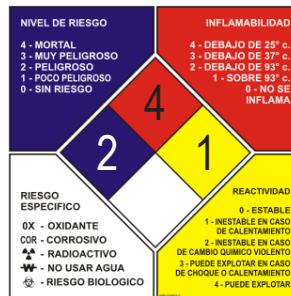 NIVEL DE RIESGO
4 - MORTAL
3 - MUY PELIGROSO
2 - PELIGROSO
1 - POCO PELIGROSO
0 - SIN RIESGO
INFLAMABILIDAD
4 - DEBAJO DE 25° c.
3 - DEBAJO DE 37° c.
2 - DEBAJO DE 93° c.
1 - SOBRE 93° c.
0 - NO SE
INFLAMA
4
2
1
RIESGO
ESPECIFICO
0X - OXIDANTE
COR - CORROSIVO
- RADIOACTIVO
W - NO USAR AGUA
- RIESGO BIOLOGICO
REACTIVIDAD
0 - ESTABLE
1 - INESTABLE EN CASO
DE CALENTAMIENTO
2 - INESTABLE EN CASO
DE CAMBIO QUIMICO VIOLENTO
3 - PUEDE EXPLOTAR EN CASO
DE CHOQUE O CALENTAMIENTO
4 - PUEDE EXPLOTAR